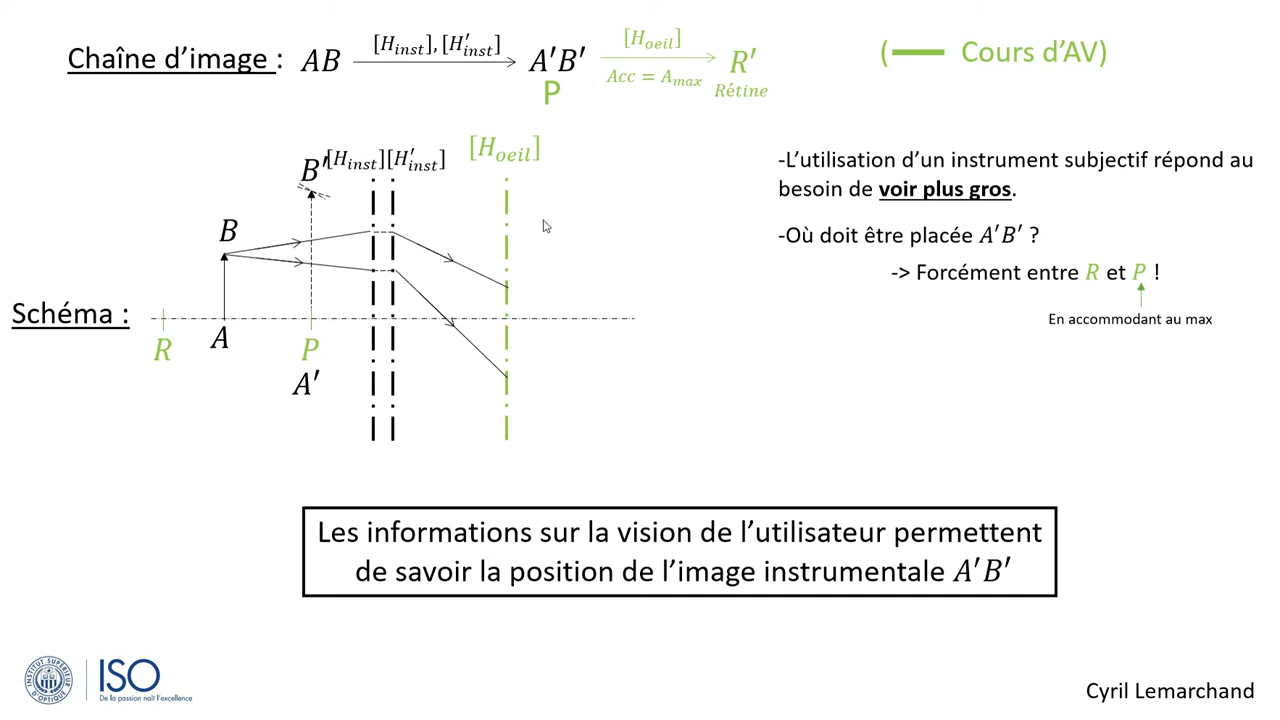 Chaîne d'image : AB [H_inst], [H'_inst] A'B' [H_oeil] R' (— Cours d'AV)
Acc = A_max
P Rétine
[H_oeil]
B' [H_inst] [H'_inst]
-L'utilisation d'un instrument subjectif répond au
besoin de voir plus gros.
B
-Où doit être placée A'B' ?
-> Forcément entre R et P !
Schéma :
En accommodant au max
R A P
A'
Les informations sur la vision de l'utilisateur permettent
de savoir la position de l'image instrumentale A'B'
INSTITUT SUPERIEUR D'OPTIQUE
ISO
De la passion naît l'excellence
Cyril Lemarchand